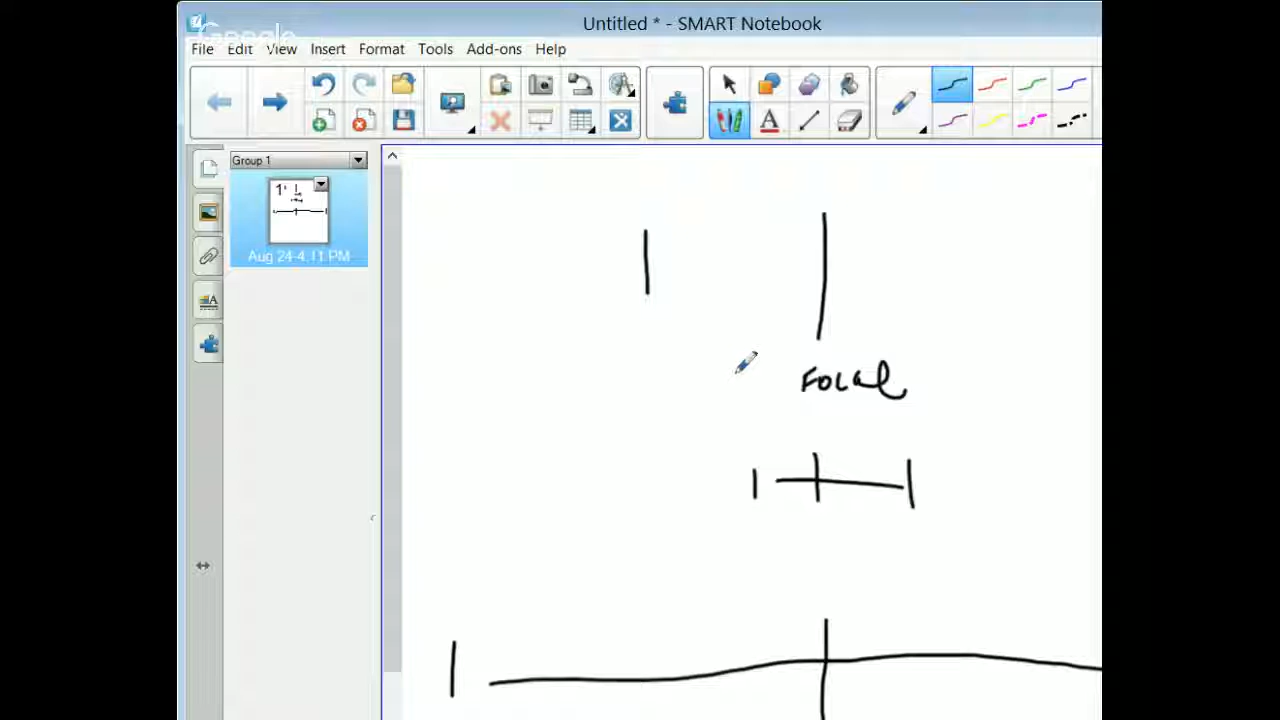 Untitled * - SMART Notebook
Google
File Edit View Insert Format Tools Add-ons Help
Group 1
Aug 24-4:11 PM
Focal